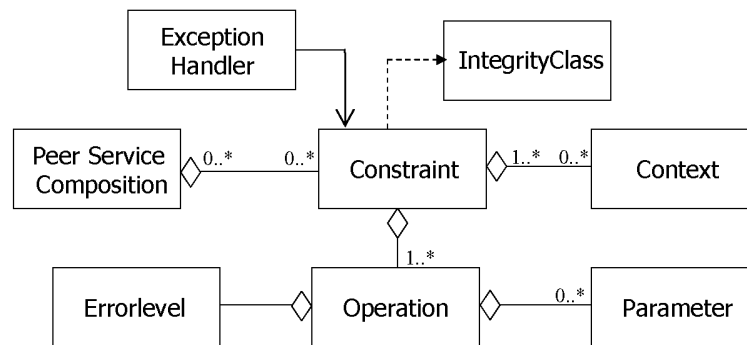 Exception
Handler
IntegrityClass
Peer Service
Composition
0..*
0..*
Constraint
1..*
0..*
Context
1..*
Errorlevel
Operation
0..*
Parameter